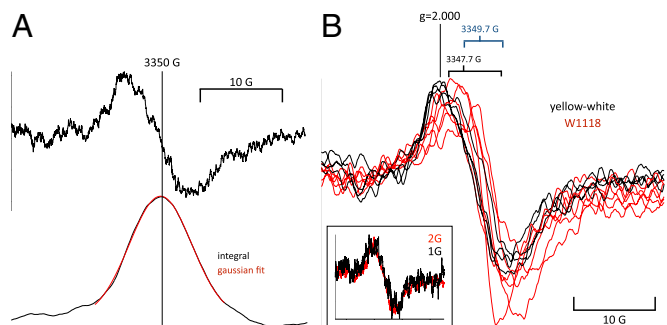 A
3350 G
10 G
integral
gaussian fit
B
g=2.000
3349.7 G
3347.7 G
yellow-white
W1118
2G
1G
10 G